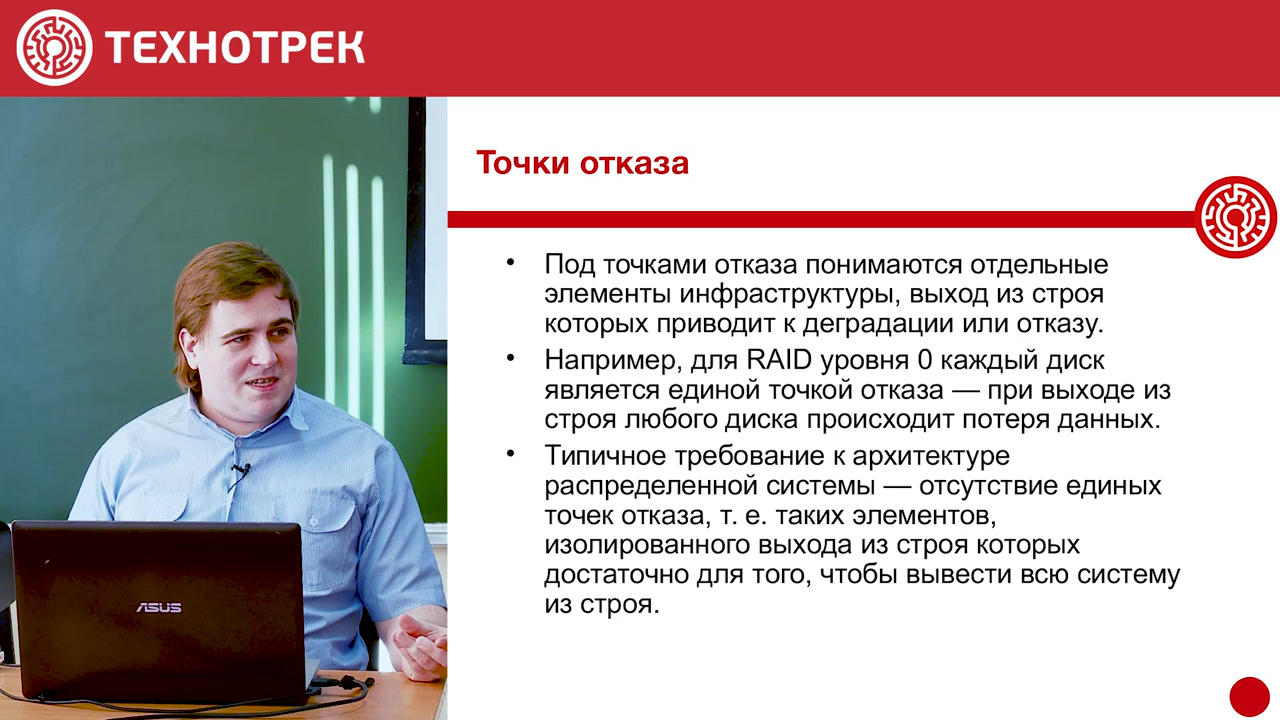 ТЕХНОТРЕК
Точки отказа
• Под точками отказа понимаются отдельные
элементы инфраструктуры, выход из строя
которых приводит к деградации или отказу.
• Например, для RAID уровня 0 каждый диск
является единой точкой отказа — при выходе из
строя любого диска происходит потеря данных.
• Типичное требование к архитектуре
распределенной системы — отсутствие единых
точек отказа, т. е. таких элементов,
изолированного выхода из строя которых
достаточно для того, чтобы вывести всю систему
из строя.
ASUS